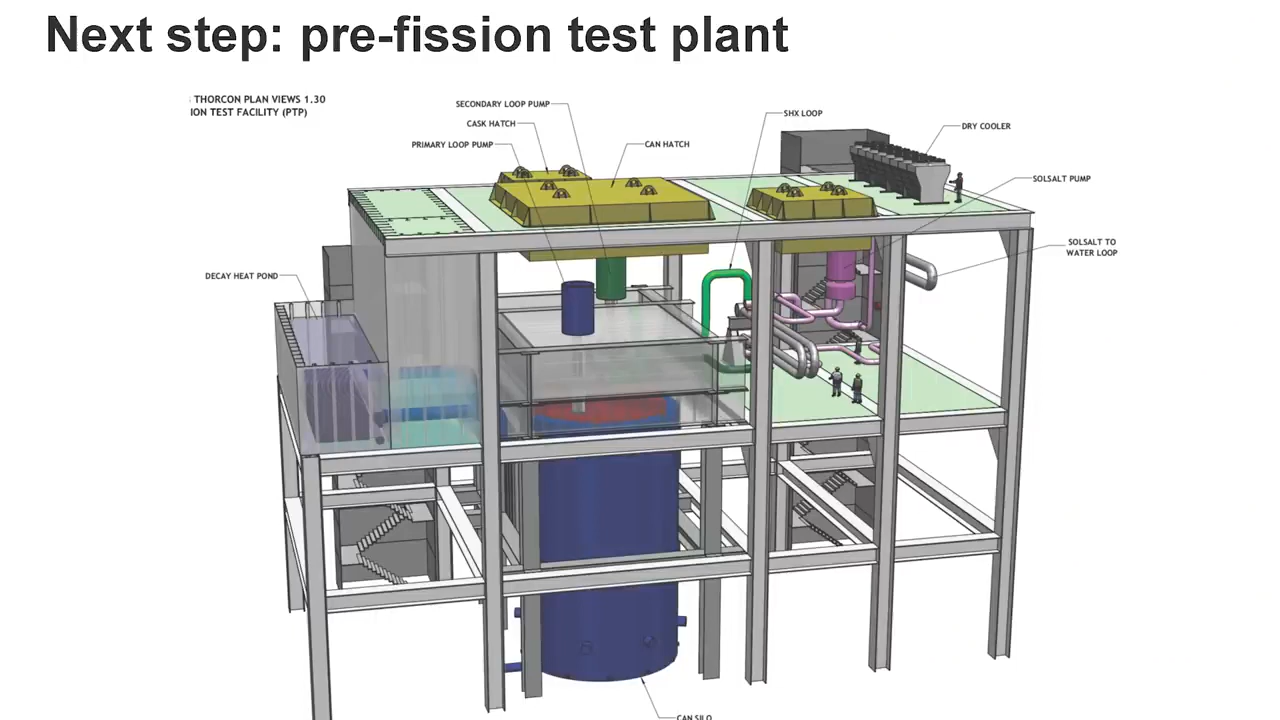 Next step: pre-fission test plant
THORCON PLAN VIEWS 1.30
ION TEST FACILITY (PTP)
SECONDARY LOOP PUMP
CASK HATCH
PRIMARY LOOP PUMP
CAN HATCH
SHX LOOP
DRY COOLER
SOLSALT PUMP
SOLSALT TO
WATER LOOP
DECAY HEAT POND
CAN SILO